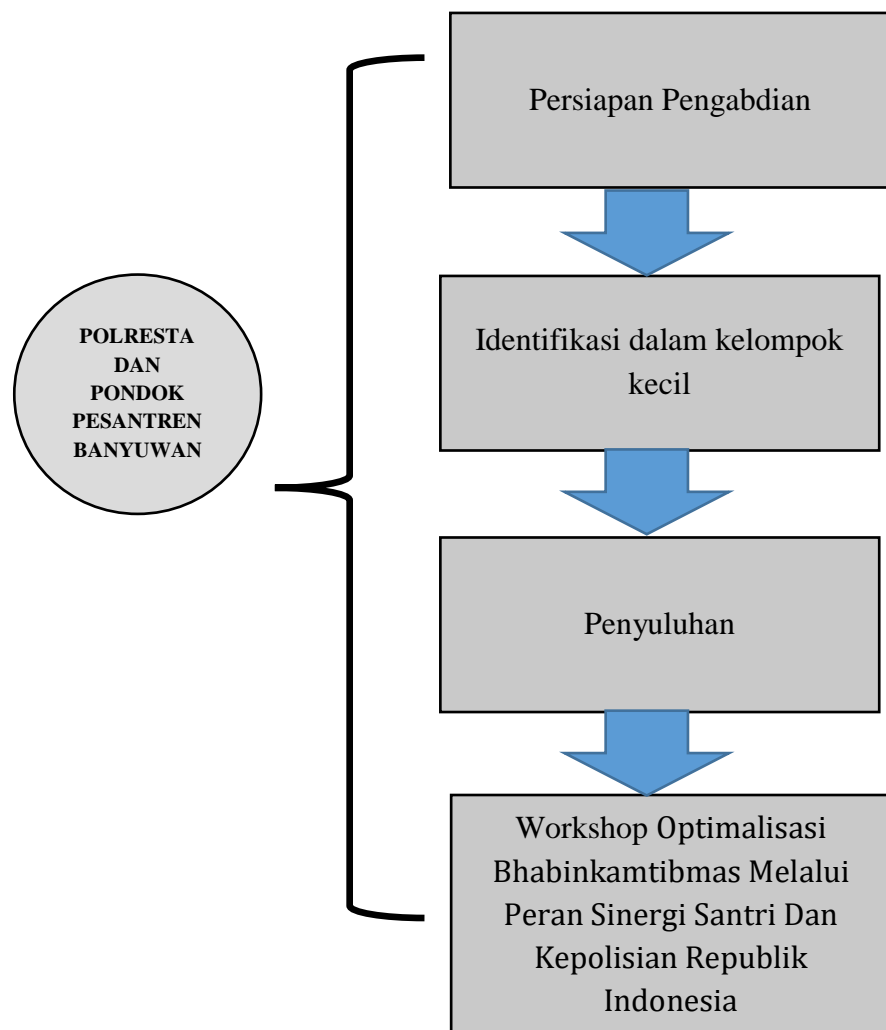 Persiapan Pengabdian
POLRESTA
DAN
PONDOK
PESANTREN
BANYUWAN
Identifikasi dalam kelompok
kecil
Penyuluhan
Workshop Optimalisasi
Bhabinkamtibmas Melalui
Peran Sinergi Santri Dan
Kepolisian Republik
Indonesia